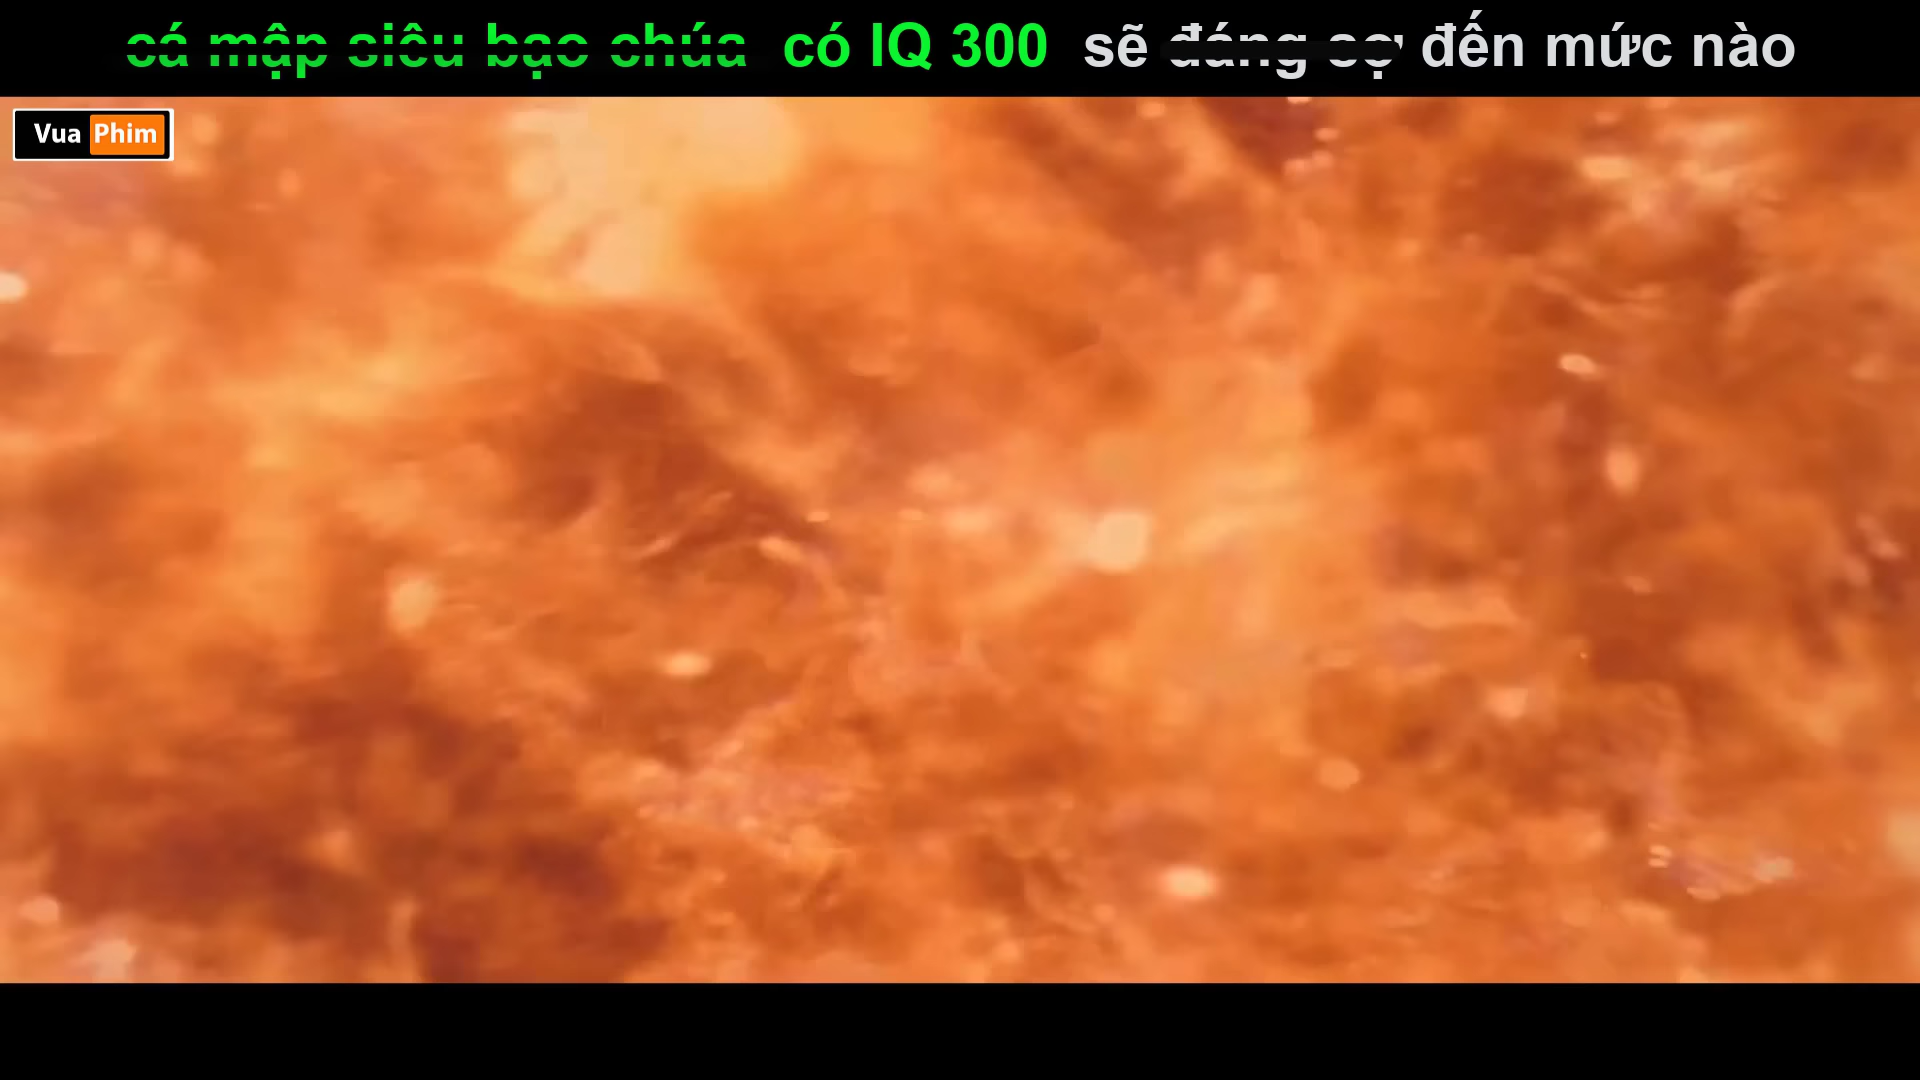 cá mập siêu bạo chúa có IQ 300 sẽ đáng sợ đến mức nào
Vua Phim